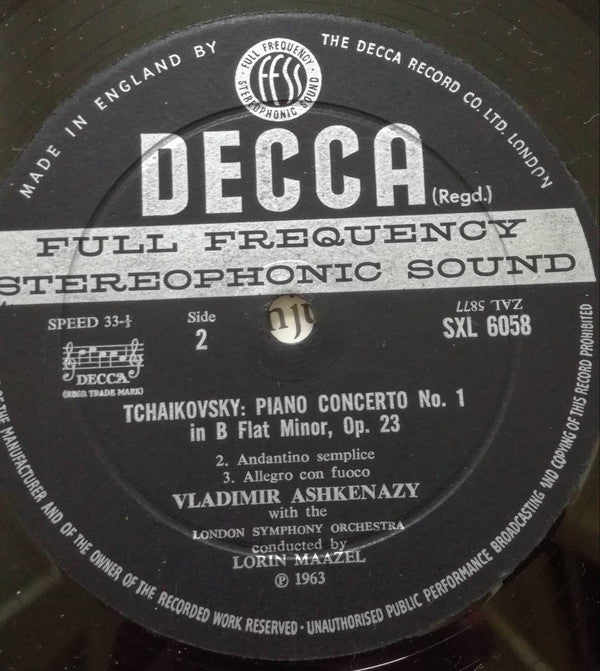 MADE IN ENGLAND BY THE DECCA RECORD CO. LTD. LONDON
FULL FREQUENCY
FFSS
STEREOPHONIC SOUND
DECCA (Regd.)
FULL FREQUENCY
STEREOPHONIC SOUND
SPEED 33-⅓
Side
2
ZAL 5877
SXL 6058
DECCA
(REGD. TRADE MARK)
TCHAIKOVSKY: PIANO CONCERTO No. 1
in B Flat Minor, Op. 23
2. Andantino semplice
3. Allegro con fuoco
VLADIMIR ASHKENAZY
with the
LONDON SYMPHONY ORCHESTRA
conducted by
LORIN MAAZEL
℗ 1963
OF THE MANUFACTURER AND OF THE OWNER OF THE RECORDED WORK RESERVED · UNAUTHORISED PUBLIC PERFORMANCE BROADCASTING AND COPYING OF THIS RECORD PROHIBITED